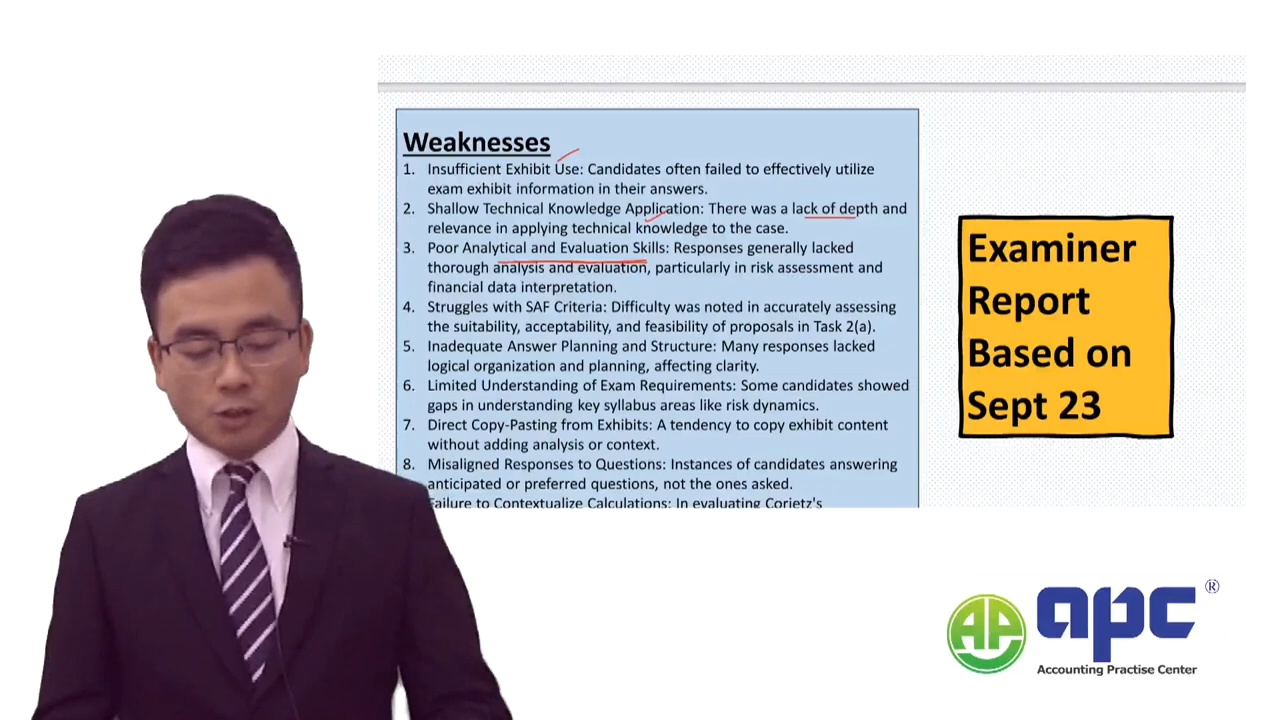 Weaknesses
1. Insufficient Exhibit Use: Candidates often failed to effectively utilize
exam exhibit information in their answers.
2. Shallow Technical Knowledge Application: There was a lack of depth and
relevance in applying technical knowledge to the case.
3. Poor Analytical and Evaluation Skills: Responses generally lacked
thorough analysis and evaluation, particularly in risk assessment and
financial data interpretation.
4. Struggles with SAF Criteria: Difficulty was noted in accurately assessing
the suitability, acceptability, and feasibility of proposals in Task 2(a).
5. Inadequate Answer Planning and Structure: Many responses lacked
logical organization and planning, affecting clarity.
6. Limited Understanding of Exam Requirements: Some candidates showed
gaps in understanding key syllabus areas like risk dynamics.
7. Direct Copy-Pasting from Exhibits: A tendency to copy exhibit content
without adding analysis or context.
8. Misaligned Responses to Questions: Instances of candidates answering
anticipated or preferred questions, not the ones asked.
Failure to Contextualize Calculations: In evaluating Corietz's
Examiner
Report
Based on
Sept 23
AP
apc ®
Accounting Practise Center